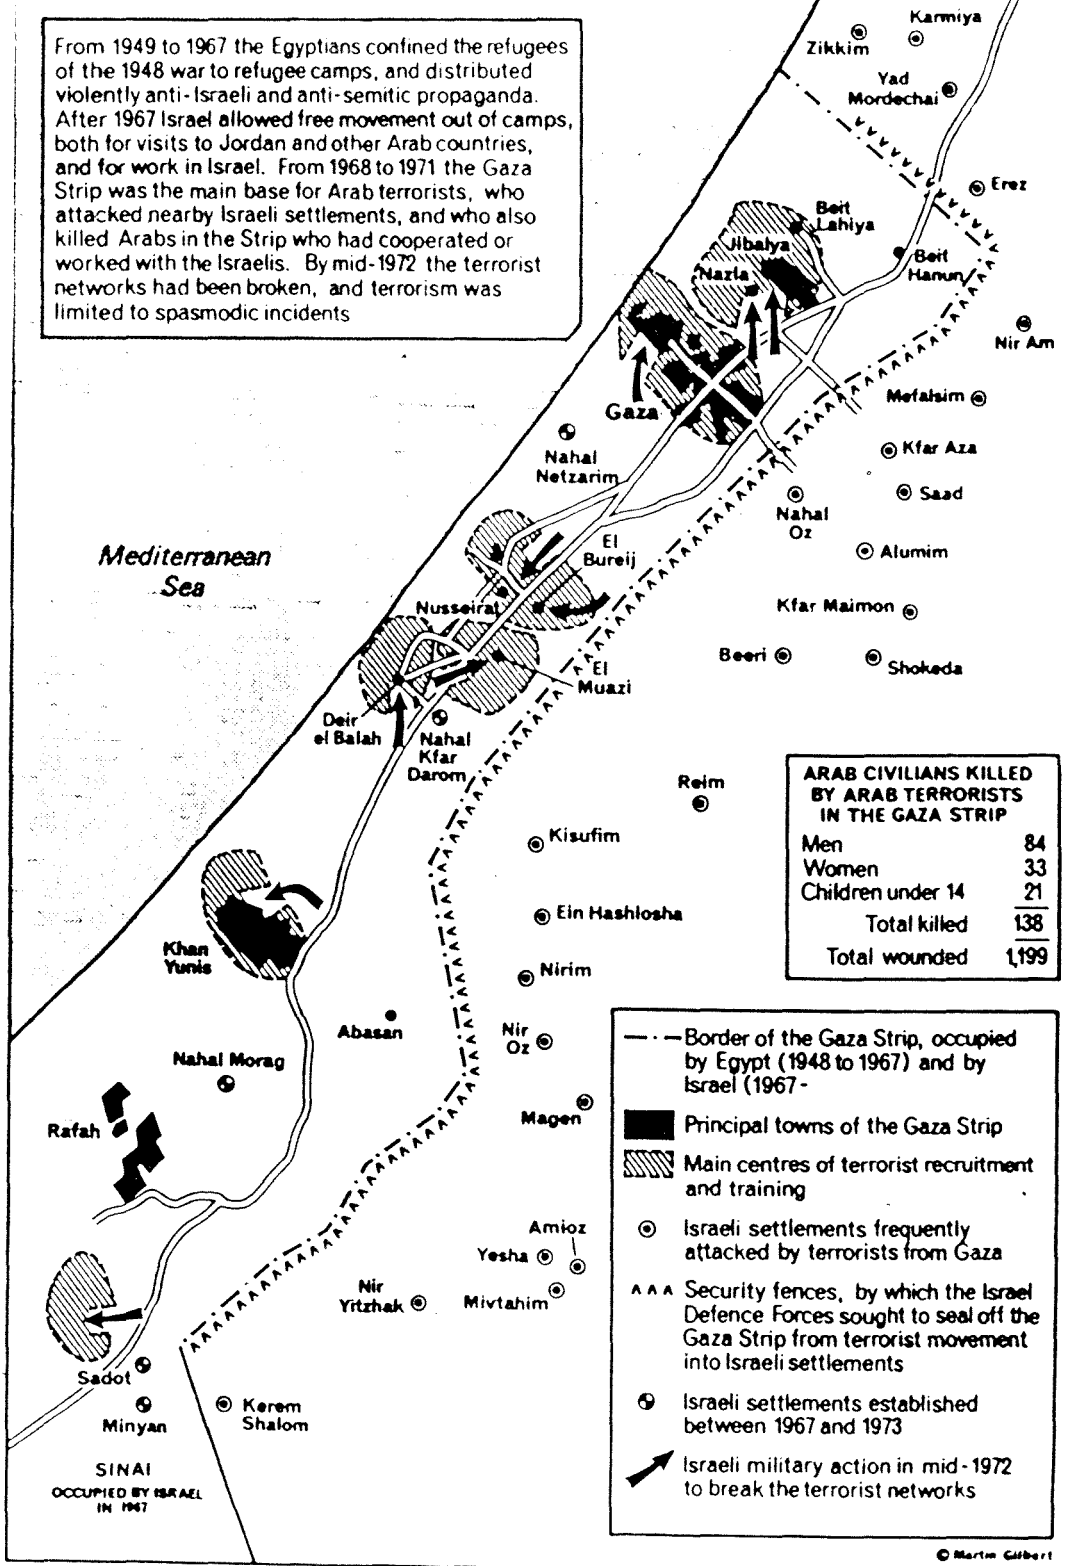 From 1949 to 1967 the Egyptians confined the refugees
of the 1948 war to refugee camps, and distributed
violently anti-Israeli and anti-semitic propaganda.
After 1967 Israel allowed free movement out of camps,
both for visits to Jordan and other Arab countries,
and for work in Israel. From 1968 to 1971 the Gaza
Strip was the main base for Arab terrorists, who
attacked nearby Israeli settlements, and who also
killed Arabs in the Strip who had cooperated or
worked with the Israelis. By mid-1972 the terrorist
networks had been broken, and terrorism was
limited to spasmodic incidents
Karmiya
Zikkim
Yad
Mordechai
Erez
Beit
Lahiya
Jibalya
Nazla
Beit
Hanun
Nir Am
Mefalsim
Gaza
Nahal
Netzarim
Kfar Aza
Saad
Nahal
Oz
Mediterranean
Sea
El
Bureij
Alumim
Nusseirat
Kfar Maimon
Beeri
Shokeda
El
Muazi
Deir
el Balah
Nahal
Kfar
Darom
Reim
Kisufim
ARAB CIVILIANS KILLED
BY ARAB TERRORISTS
IN THE GAZA STRIP
Men 84
Women 33
Children under 14 21
Total killed 138
Total wounded 1,199
Ein Hashlosha
Khan
Yunis
Nirim
Abasan
Nir
Oz
Nahal Morag
Magen
Rafah
Amioz
Yesha
Nir
Yitzhak
Mivtahim
Sadot
Minyan
Kerem
Shalom
SINAI
OCCUPIED BY ISRAEL
IN 1967
Border of the Gaza Strip, occupied
by Egypt (1948 to 1967) and by
Israel (1967 -
Principal towns of the Gaza Strip
Main centres of terrorist recruitment
and training
Israeli settlements frequently
attacked by terrorists from Gaza
Security fences, by which the Israel
Defence Forces sought to seal off the
Gaza Strip from terrorist movement
into Israeli settlements
Israeli settlements established
between 1967 and 1973
Israeli military action in mid-1972
to break the terrorist networks
© Martin Gilbert